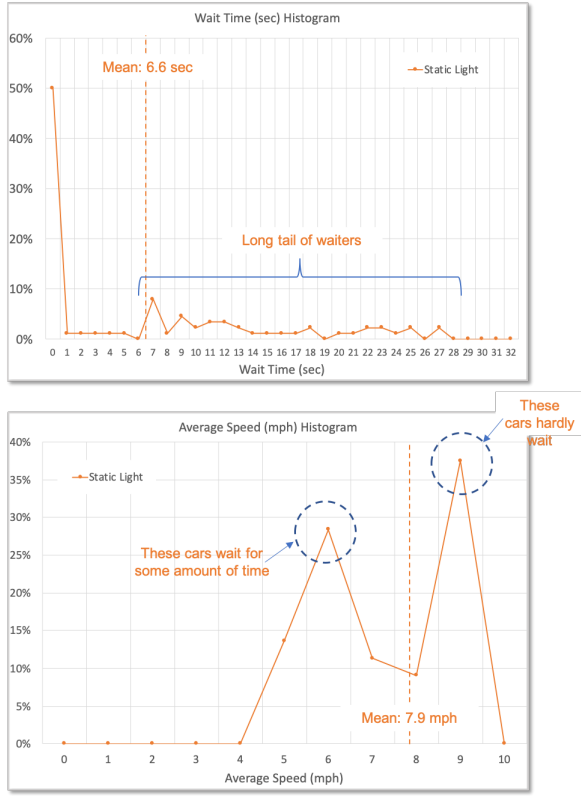 Wait Time (sec) Histogram
60%
Mean: 6.6 sec
Static Light
50%
40%
30%
20%
Long tail of waiters
10%
0%
0 1 2 3 4 5 6 7 8 9 10 11 12 13 14 15 16 17 18 19 20 21 22 23 24 25 26 27 28 29 30 31 32
Wait Time (sec)
These
cars hardly
wait
Average Speed (mph) Histogram
40%
Static Light
35%
30%
These cars wait for
some amount of time
25%
20%
15%
10%
Mean: 7.9 mph
5%
0%
0 1 2 3 4 5 6 7 8 9 10
Average Speed (mph)